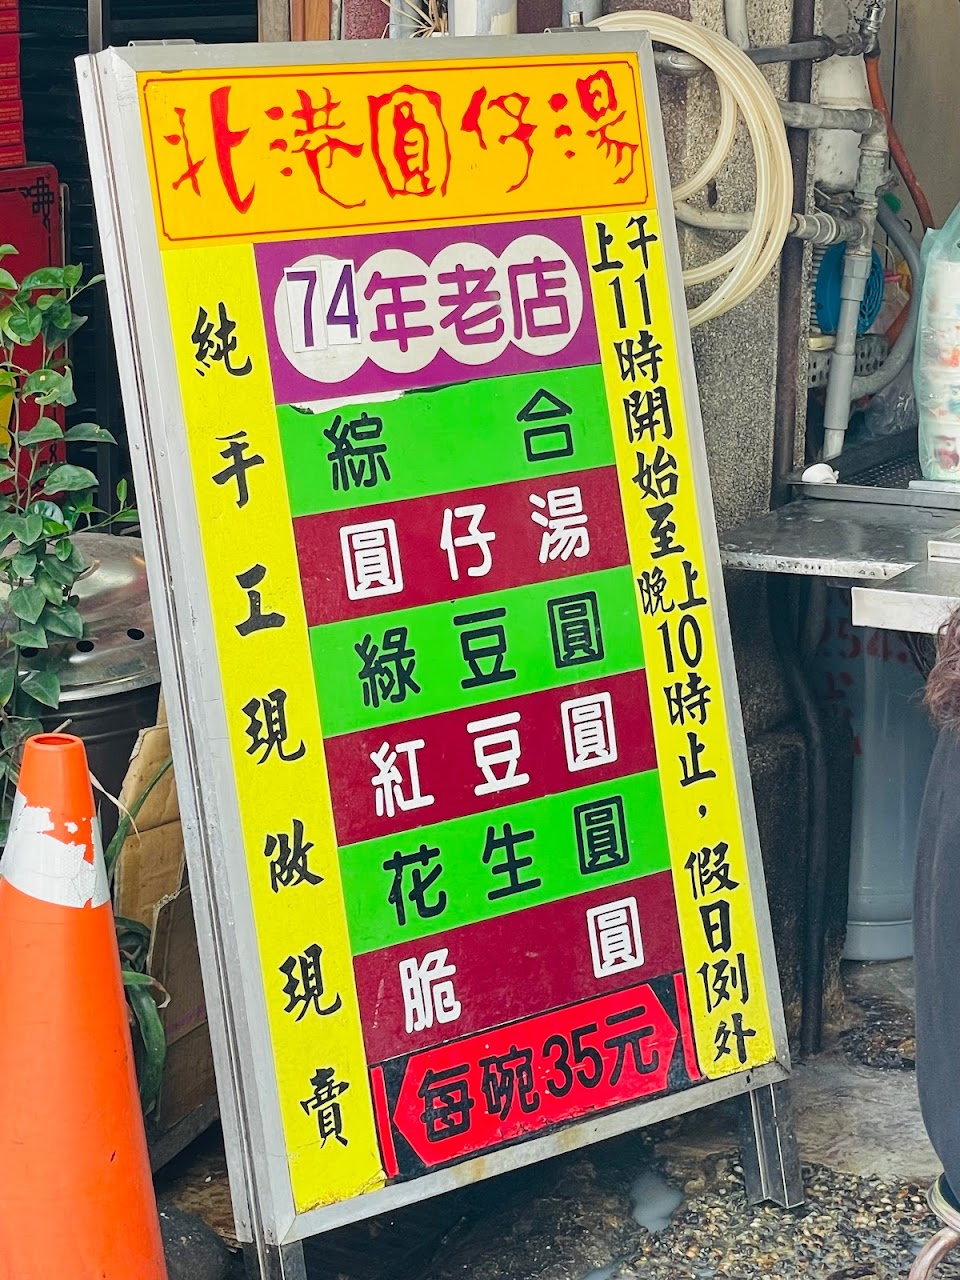 北港圓仔湯
74年老店
綜合
圓仔湯
綠豆圓
紅豆圓
花生圓
脆圓
每碗35元
純手工現做現賣
上午11時開始至晚上10時止，假日例外